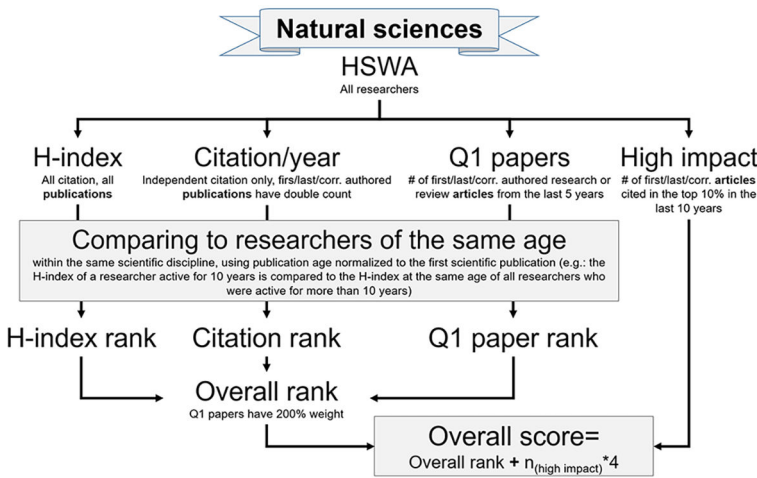 Natural sciences
HSWA
All researchers
H-index
All citation, all
publications
Citation/year
Independent citation only, firs/last/corr. authored
publications have double count
Q1 papers
# of first/last/corr. authored research or
review articles from the last 5 years
High impact
# of first/last/corr. articles
cited in the top 10% in the
last 10 years
Comparing to researchers of the same age
within the same scientific discipline, using publication age normalized to the first scientific publication (e.g.: the
H-index of a researcher active for 10 years is compared to the H-index at the same age of all researchers who
were active for more than 10 years)
H-index rank
Citation rank
Q1 paper rank
Overall rank
Q1 papers have 200% weight
Overall score=
Overall rank + n(high impact)*4